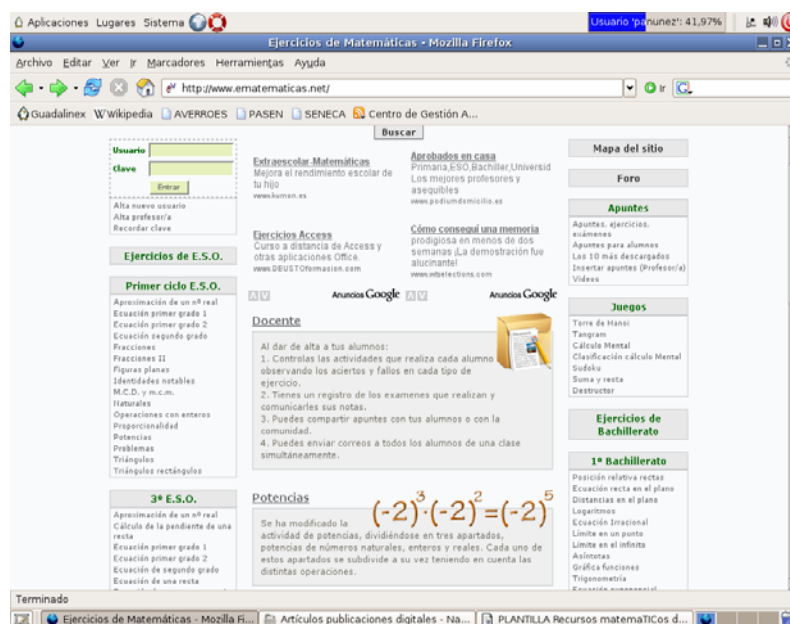 Aplicaciones Lugares Sistema
Usuario 'panunez': 41,97%
Ejercicios de Matemáticas - Mozilla Firefox
Archivo Editar Ver Ir Marcadores Herramientas Ayuda
http://www.ematematicas.net/
Ir
Guadalinex Wikipedia AVERROES PASEN SENECA Centro de Gestión A...
Buscar
Usuario
Clave
Entrar
Alta nuevo usuario
Alta profesor/a
Recordar clave
Ejercicios de E.S.O.
Primer ciclo E.S.O.
Aproximación de un nº real
Ecuación primer grado 1
Ecuación primer grado 2
Ecuación segundo grado
Fracciones
Fracciones II
Figuras planas
Identidades notables
M.C.D. y m.c.m.
Naturales
Operaciones con enteros
Proporcionalidad
Potencias
Problemas
Triángulos
Triángulos rectángulos
3º E.S.O.
Aproximación de un nº real
Cálculo de la pendiente de una
recta
Ecuación primer grado 1
Ecuación primer grado 2
Ecuación de segundo grado
Ecuación de una recta
Extraescolar-Matemáticas
Mejora el rendimiento escolar de
tu hijo
www.kumon.es
Aprobados en casa
Primaria,ESO,Bachiller,Universid
Los mejores profesores y
asequibles
www.podiumdomicilio.es
Ejercicios Access
Curso a distancia de Access y
otras aplicaciones Office.
www.DEUSTOformacion.com
Cómo conseguí una memoria
prodigiosa en menos de dos
semanas ¡La demostración fue
alucinante!
www.wbselections.com
Anuncios Google
Anuncios Google
Docente
Al dar de alta a tus alumnos:
1. Controlas las actividades que realiza cada alumno
observando los aciertos y fallos en cada tipo de
ejercicio.
2. Tienes un registro de los examenes que realizan y
comunicarles sus notas.
3. Puedes compartir apuntes con tus alumnos o con la
comunidad.
4. Puedes enviar correos a todos los alumnos de una clase
simultáneamente.
Potencias
(-2)³·(-2)²=(-2)⁵
Se ha modificado la
actividad de potencias, dividiéndose en tres apartados,
potencias de números naturales, enteros y reales. Cada uno de
estos apartados se subdivide a su vez teniendo en cuenta las
distintas operaciones.
Mapa del sitio
Foro
Apuntes
Apuntes, ejercicios,
exámenes
Apuntes para alumnos
Los 10 más descargados
Insertar apuntes (Profesor/a)
Videos
Juegos
Torre de Hanoi
Tangram
Cálculo Mental
Clasificación cálculo Mental
Sudoku
Suma y resta
Destructor
Ejercicios de
Bachillerato
1º Bachillerato
Posición relativa rectas
Ecuación recta en el plano
Distancias en el plano
Logaritmos
Ecuación Irracional
Límite en un punto
Límite en el infinito
Asíntotas
Gráfica funciones
Trigonometría
Ecuación exponencial
Terminado
Ejercicios de Matemáticas - Mozilla Fi...
Artículos publicaciones digitales - Na...
PLANTILLA Recursos matemaTICos d...